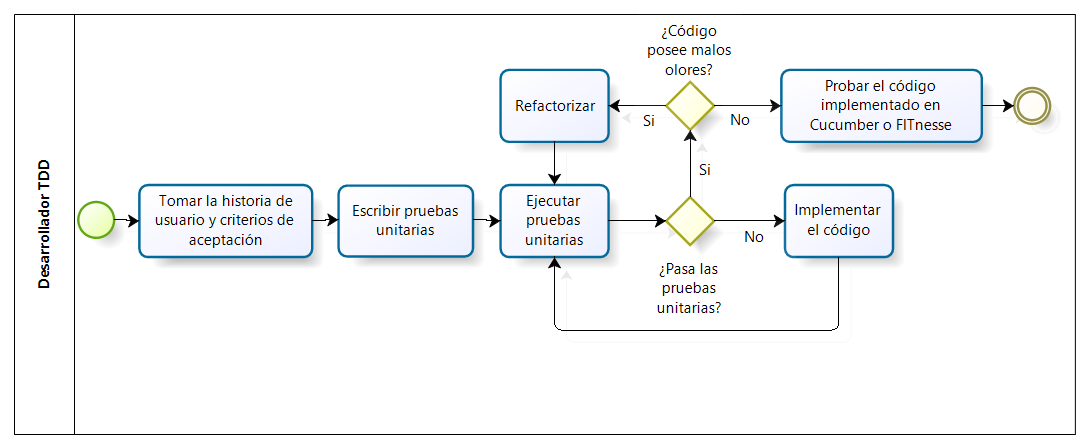 Desarrollador TDD
Tomar la historia de
usuario y criterios de
aceptación
Escribir pruebas
unitarias
Ejecutar
pruebas
unitarias
¿Pasa las
pruebas
unitarias?
No
Implementar
el código
Si
¿Código
posee malos
olores?
Si
Refactorizar
No
Probar el código
implementado en
Cucumber o FITnesse